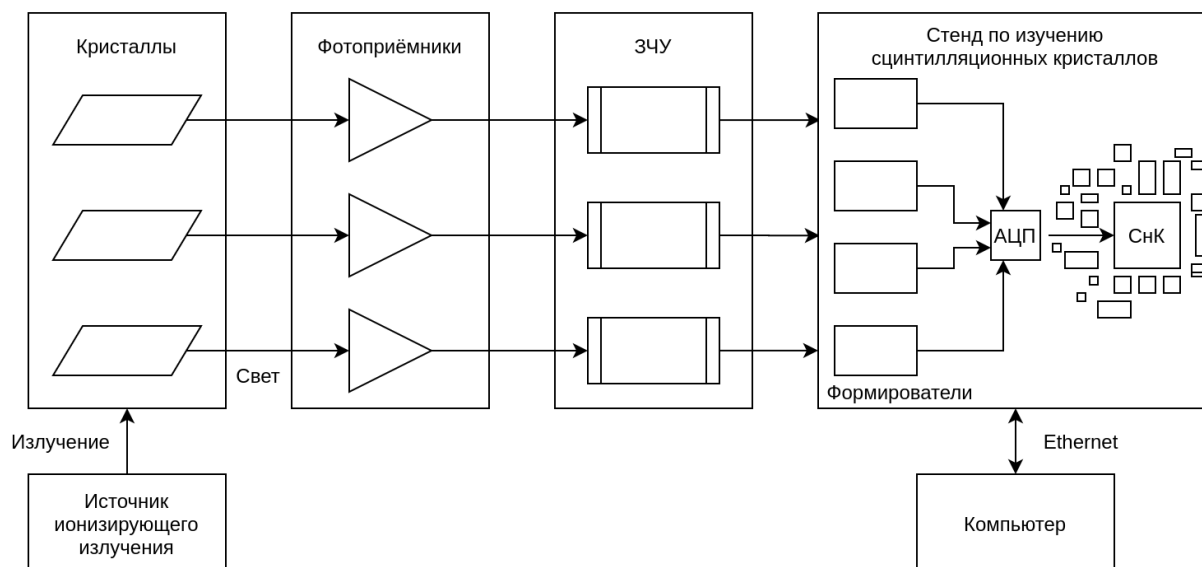 Кристаллы
Фотоприёмники
ЗЧУ
Стенд по изучению
сцинтилляционных кристаллов
АЦП
СнК
Свет
Формирователи
Излучение
Ethernet
Источник
ионизирующего
излучения
Компьютер